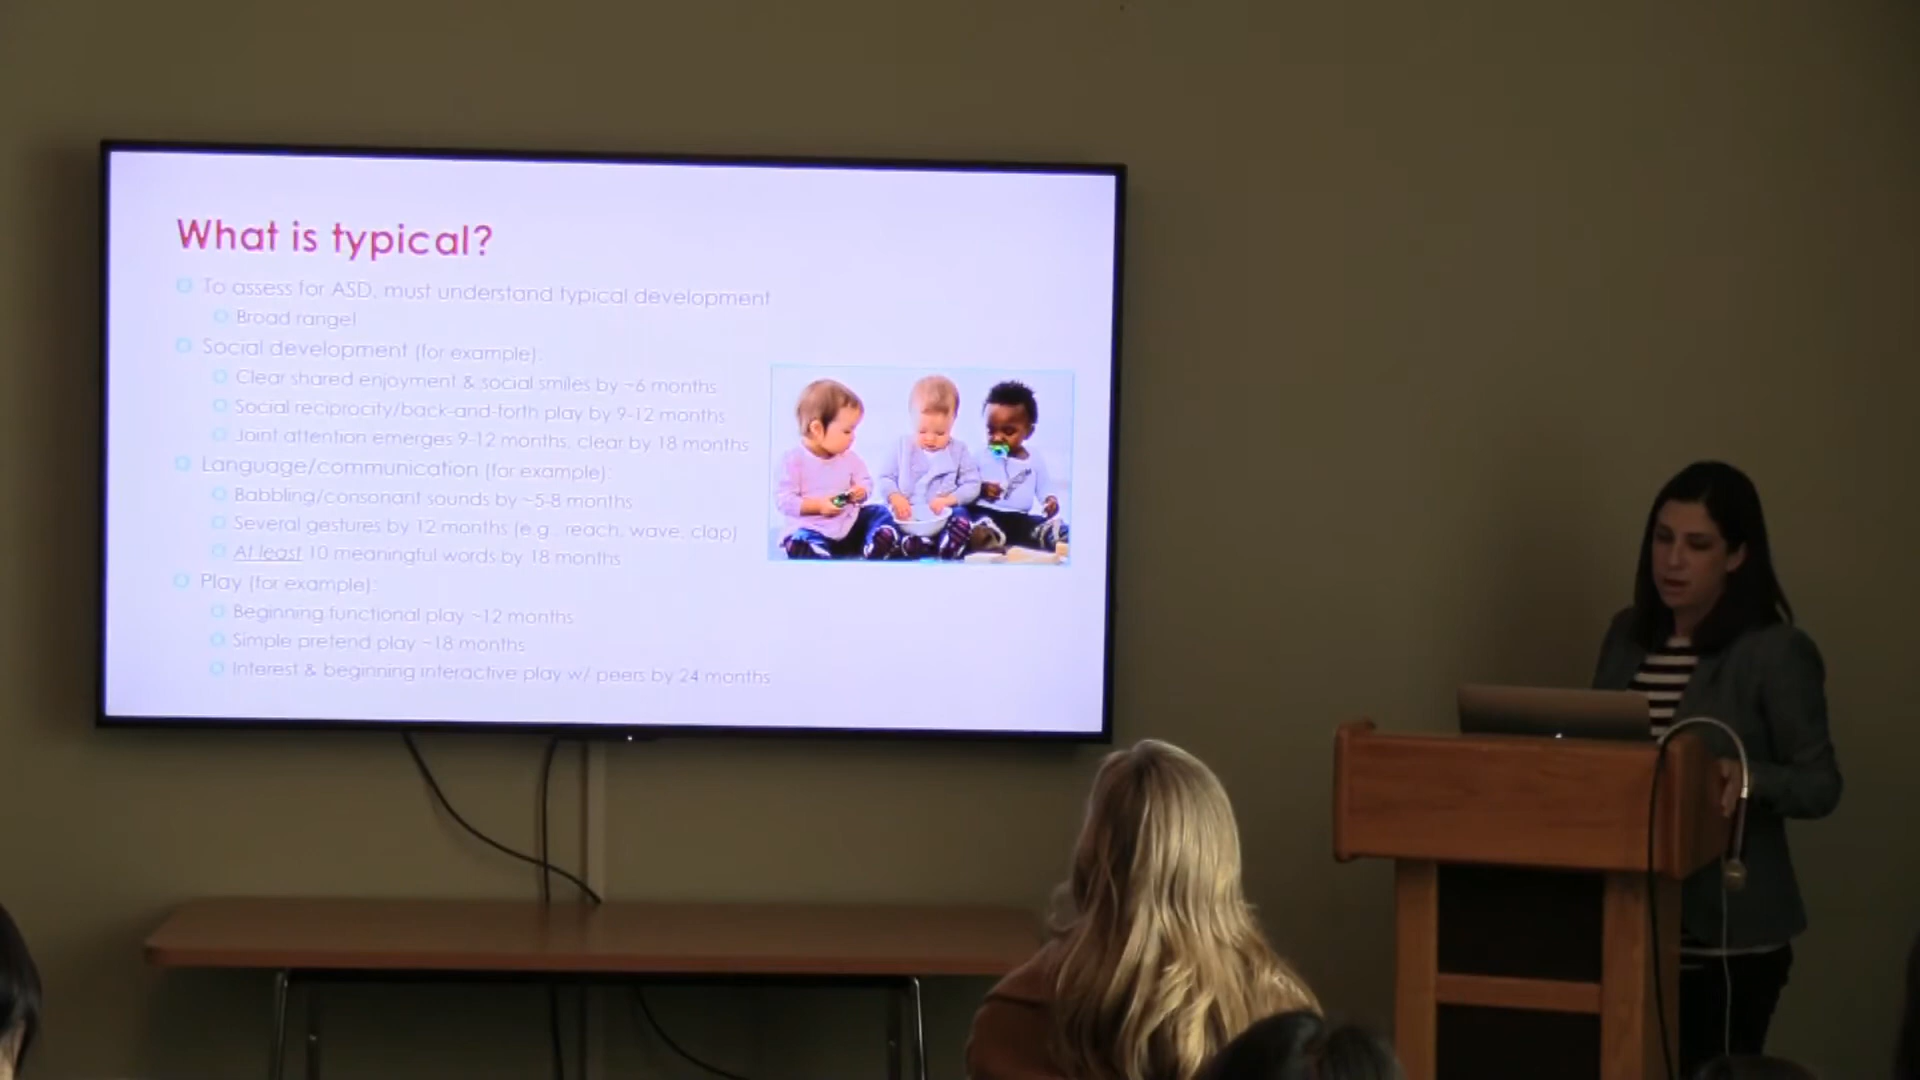 What is typical?
To assess for ASD, must understand typical development
Broad range!
Social development (for example):
Clear shared enjoyment & social smiles by ~6 months
Social reciprocity/back-and-forth play by 9-12 months
Joint attention emerges 9-12 months, clear by 18 months
Language/communication (for example):
Babbling/consonant sounds by ~5-8 months
Several gestures by 12 months (e.g., reach, wave, clap)
At least 10 meaningful words by 18 months
Play (for example):
Beginning functional play ~12 months
Simple pretend play ~18 months
Interest & beginning interactive play w/ peers by 24 months